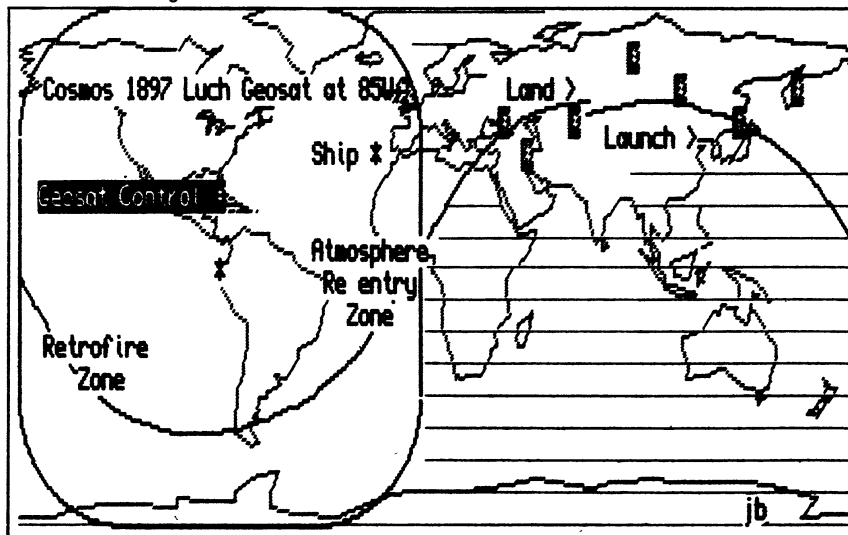 Cosmos 1897 Luch Geosat at 85W
Land >
Launch >
Ship *
Geosat Control
Atmosphere,
Re entry
Zone
Retrofire
Zone
jb